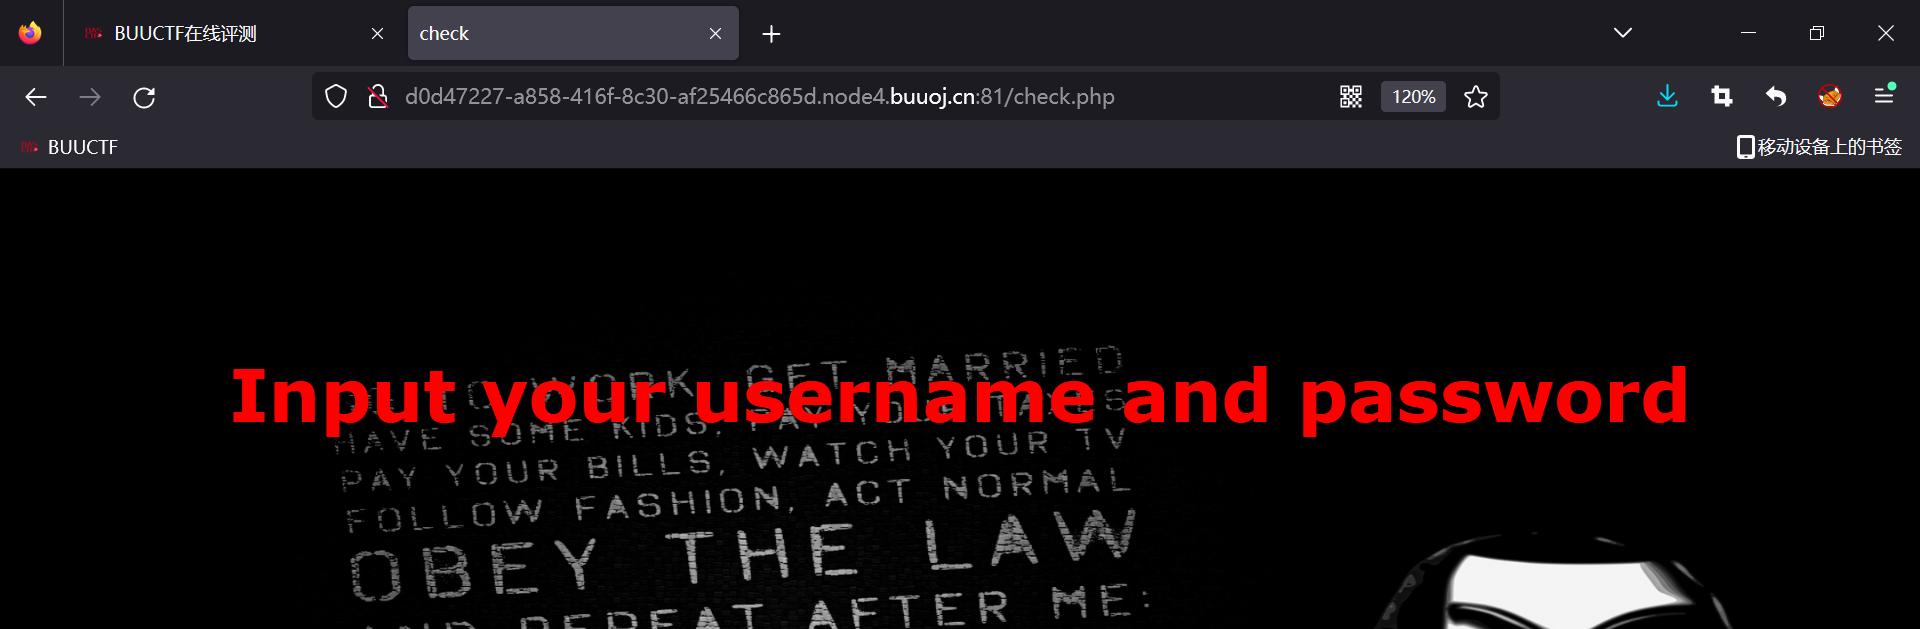 BUUCTF在线评测
check
d0d47227-a858-416f-8c30-af25466c865d.node4.buuoj.cn:81/check.php
120%
BUUCTF
移动设备上的书签
Input your username and password
WORK, GET MARRIED
HAVE SOME KIDS, PAY YOUR TAXES
PAY YOUR BILLS, WATCH YOUR TV
FOLLOW FASHION, ACT NORMAL
OBEY THE LAW
AND REPEAT AFTER ME: